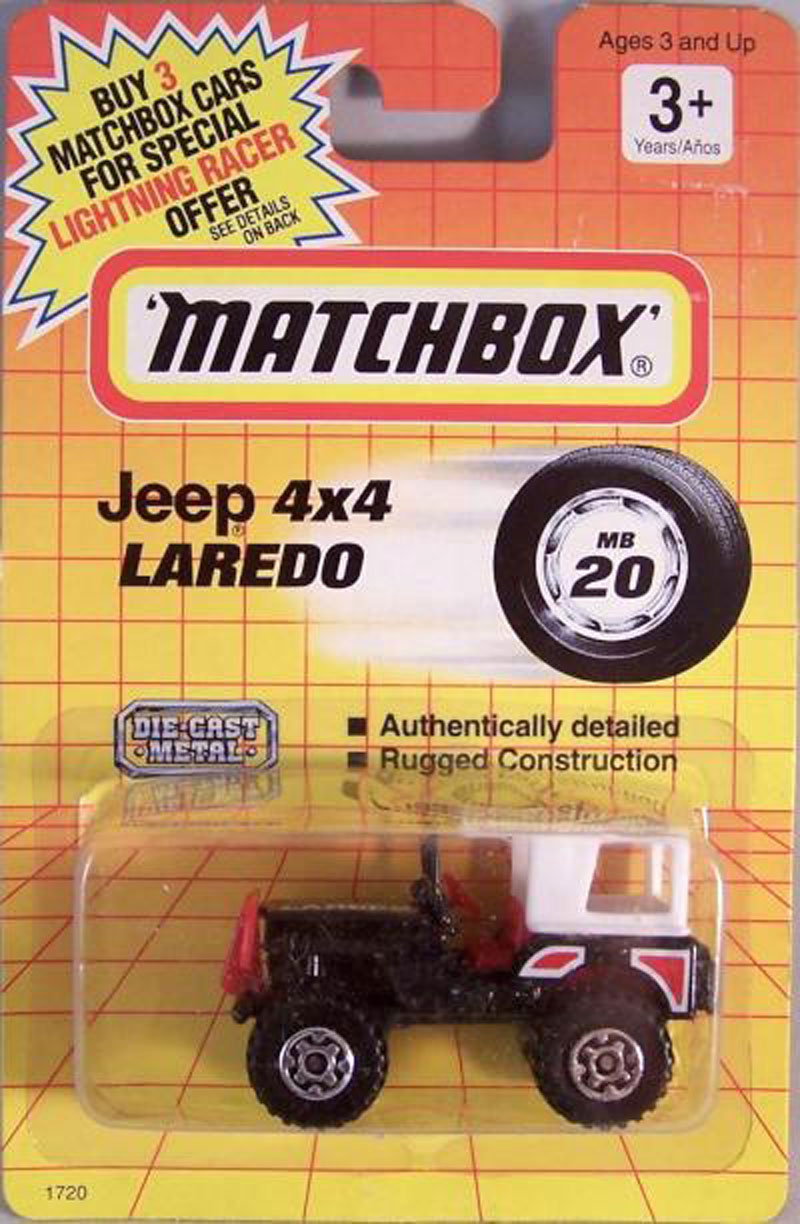 BUY 3
MATCHBOX CARS
FOR SPECIAL
LIGHTNING RACER
OFFER
SEE DETAILS
ON BACK
Ages 3 and Up
3+
Years/Años
'MATCHBOX'®
Jeep® 4x4
LAREDO
MB
20
DIE-CAST
•METAL•
■ Authentically detailed
■ Rugged Construction
1720